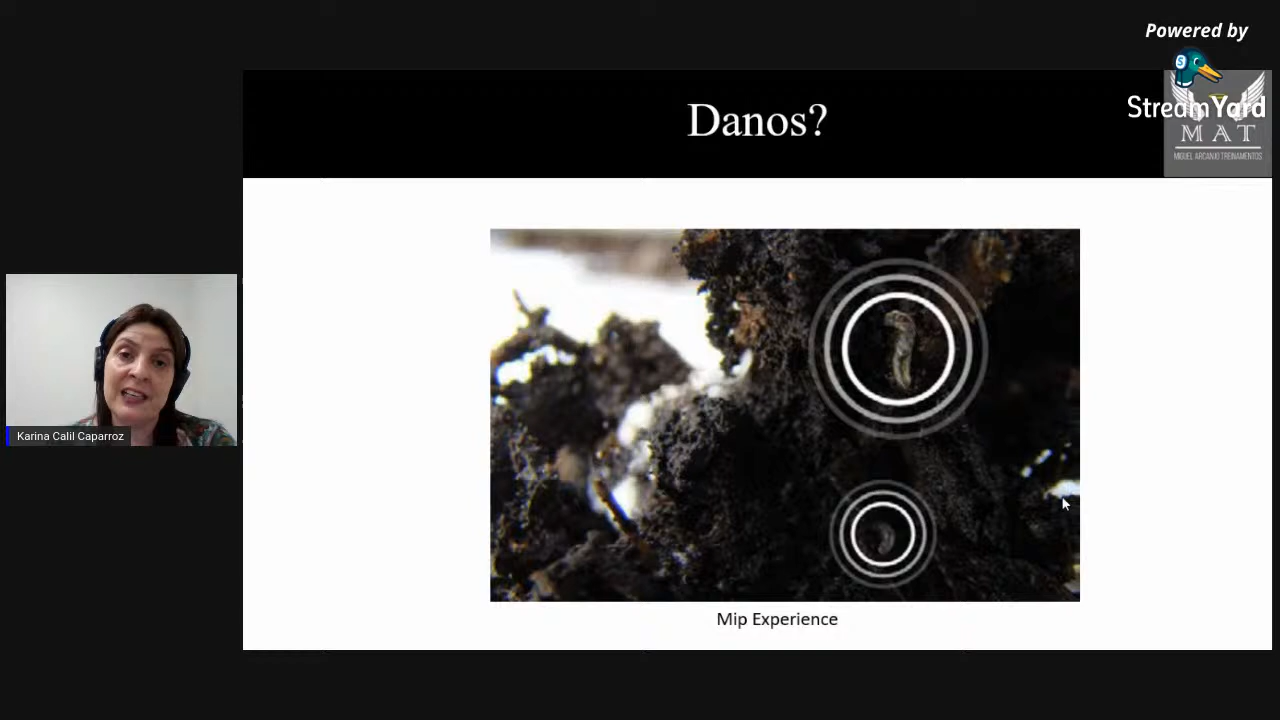 Powered by
StreamYard
Danos?
MAT
MIGUEL ARCANJO TREINAMENTOS
Karina Calil Caparroz
Mip Experience